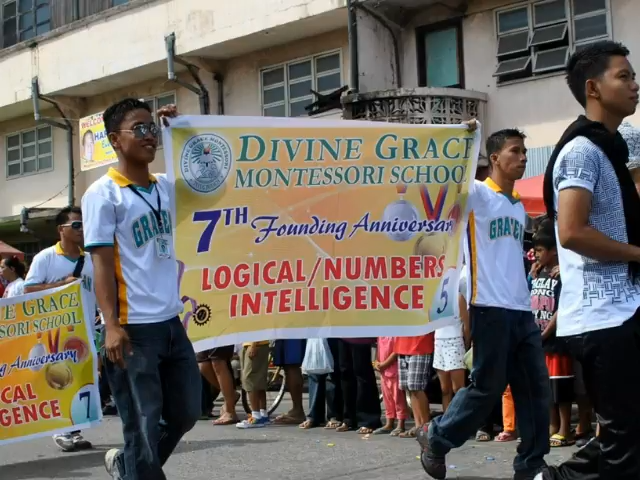 DIVINE GRACE
MONTESSORI SCHOOL
7TH Founding Anniversary
LOGICAL/NUMBERS
INTELLIGENCE
5
GRACE
GRACE
GRACE
SSORI SCHOOL
Anniversary
CAL
GENCE
7